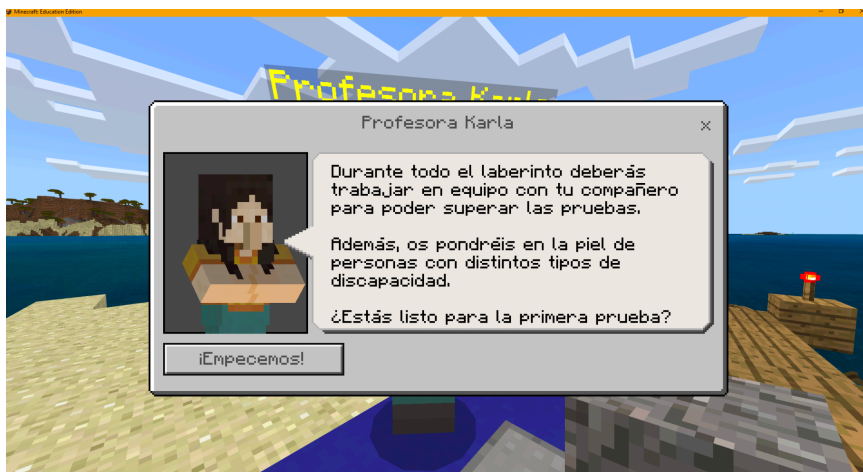 Minecraft: Education Edition
Profesora Karla
Profesora Karla
Durante todo el laberinto deberás
trabajar en equipo con tu compañero
para poder superar las pruebas.
Además, os pondréis en la piel de
personas con distintos tipos de
discapacidad.
¿Estás listo para la primera prueba?
¡Empecemos!